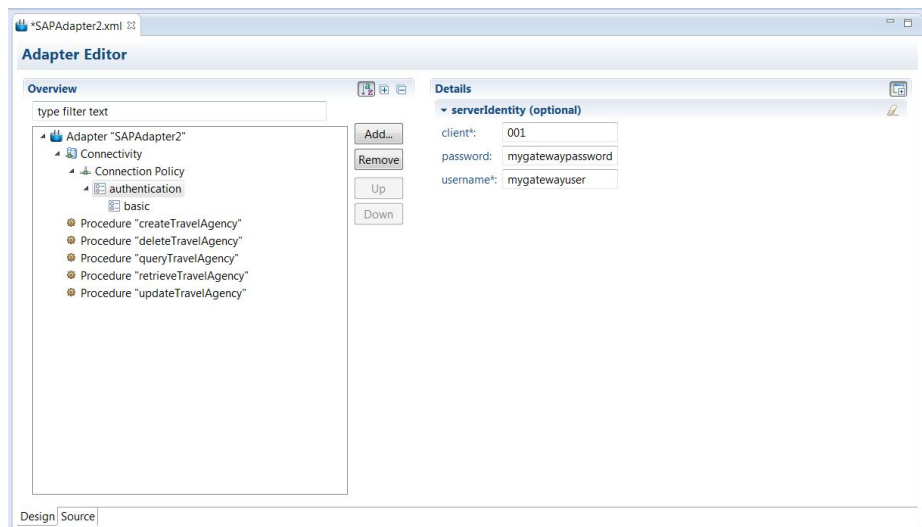 *SAPAdapter2.xml
Adapter Editor
Overview
type filter text
Adapter "SAPAdapter2"
Connectivity
Connection Policy
authentication
basic
Procedure "createTravelAgency"
Procedure "deleteTravelAgency"
Procedure "queryTravelAgency"
Procedure "retrieveTravelAgency"
Procedure "updateTravelAgency"
Add...
Remove
Up
Down
Details
serverIdentity (optional)
client*: 001
password: mygatewaypassword
username*: mygatewayuser
Design Source